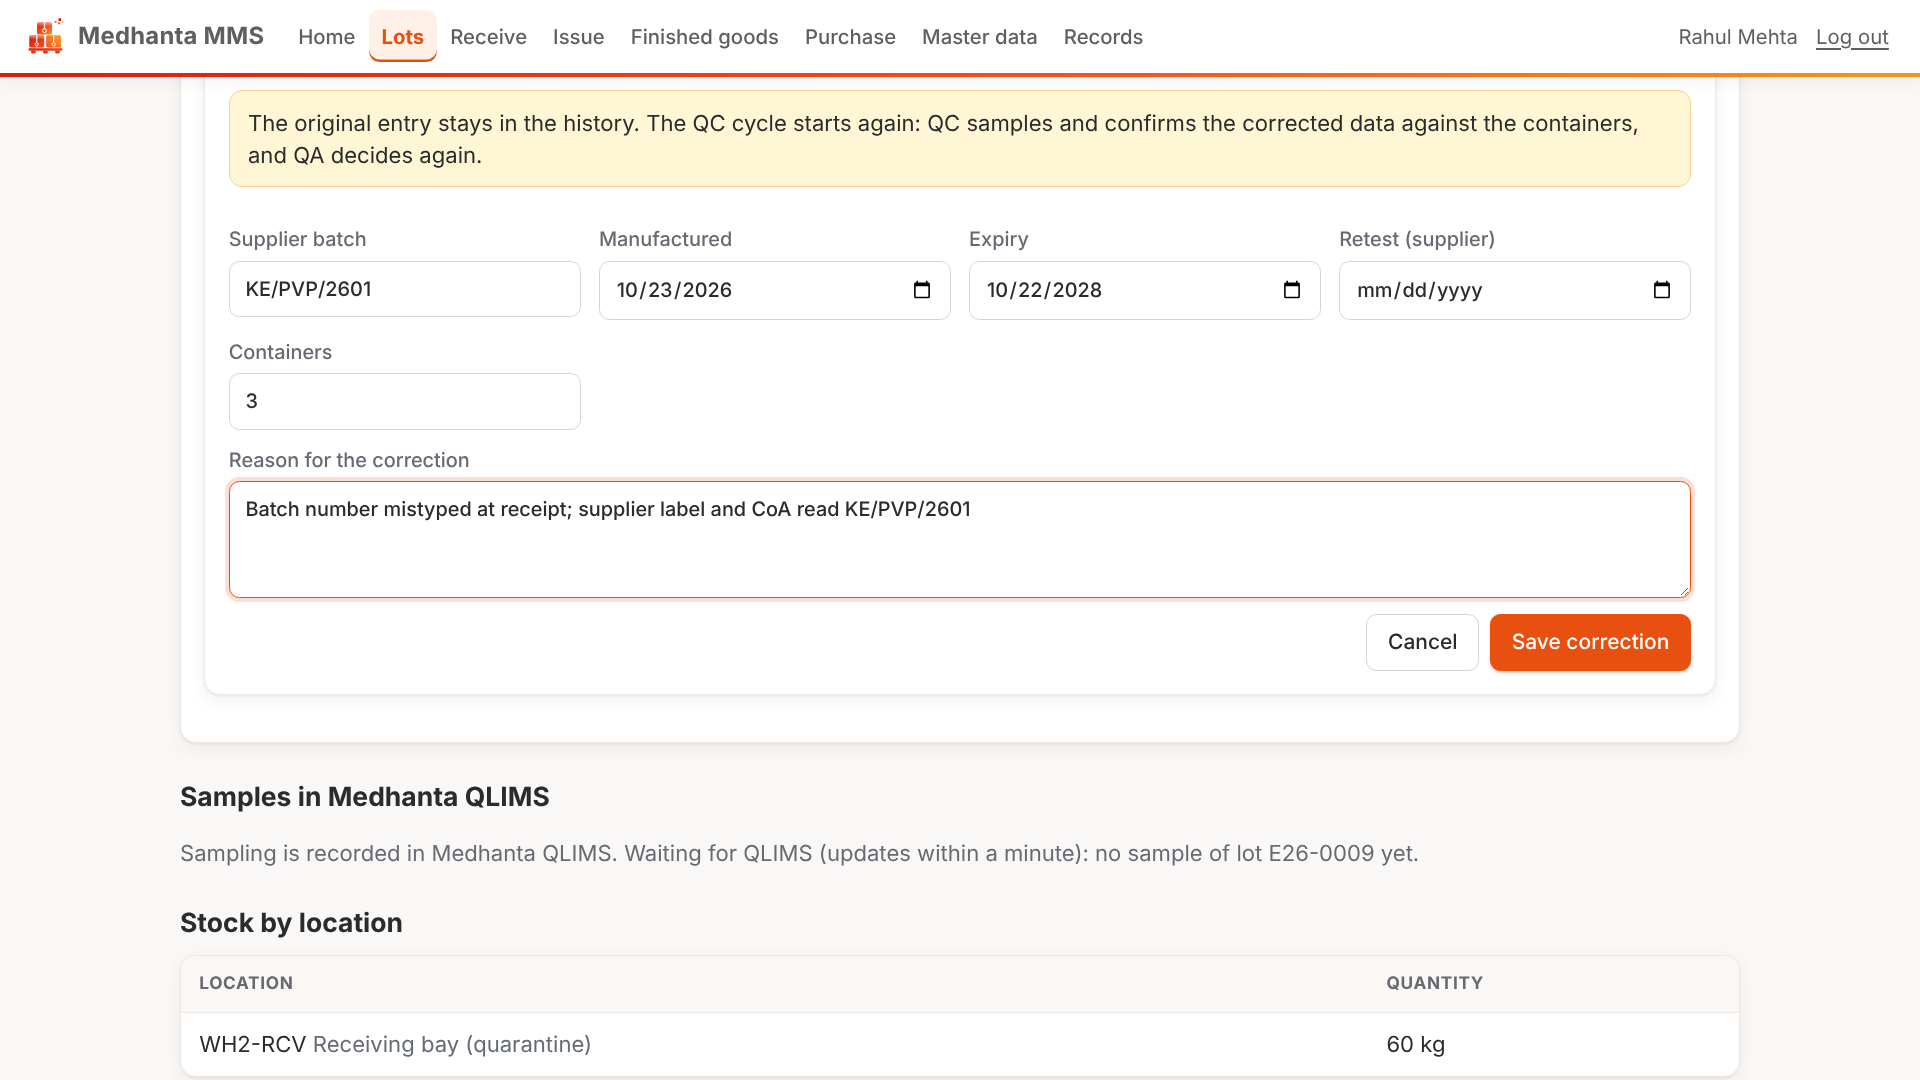 Medhanta MMS Home Lots Receive Issue Finished goods Purchase Master data Records Rahul Mehta Log out
The original entry stays in the history. The QC cycle starts again: QC samples and confirms the corrected data against the containers,
and QA decides again.
Supplier batch Manufactured Expiry Retest (supplier)
KE/PVP/2601 10/23/2026 10/22/2028 mm/dd/yyyy
Containers
3
Reason for the correction
Batch number mistyped at receipt; supplier label and CoA read KE/PVP/2601
Cancel Save correction
Samples in Medhanta QLIMS
Sampling is recorded in Medhanta QLIMS. Waiting for QLIMS (updates within a minute): no sample of lot E26-0009 yet.
Stock by location
LOCATION QUANTITY
WH2-RCV Receiving bay (quarantine) 60 kg